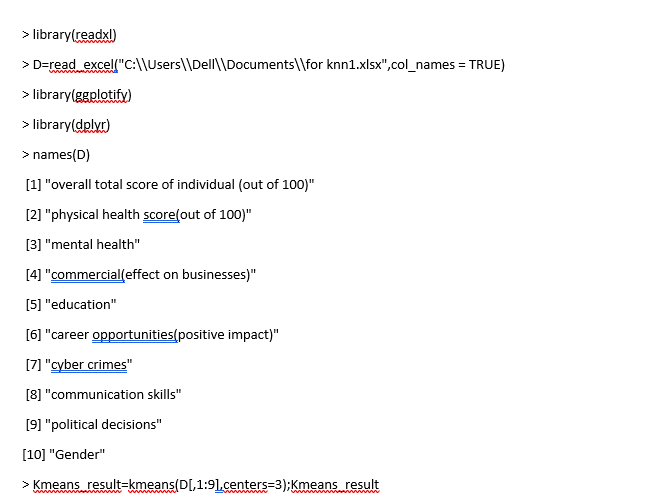 > library(readxl)
> D=read_excel("C:\\Users\\Dell\\Documents\\for knn1.xlsx",col_names = TRUE)
> library(ggplotify)
> library(dplyr)
> names(D)
[1] "overall total score of individual (out of 100)"
[2] "physical health score(out of 100)"
[3] "mental health"
[4] "commercial(effect on businesses)"
[5] "education"
[6] "career opportunities(positive impact)"
[7] "cyber crimes"
[8] "communication skills"
[9] "political decisions"
[10] "Gender"
> Kmeans_result=kmeans(D[,1:9],centers=3);Kmeans_result